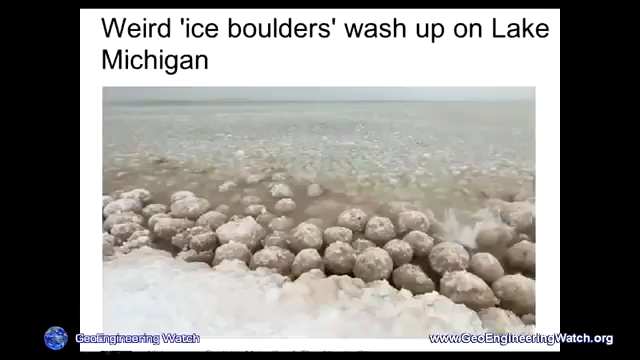 Weird 'ice boulders' wash up on Lake
Michigan
GeoEngineering Watch
www.GeoEngineeringWatch.org